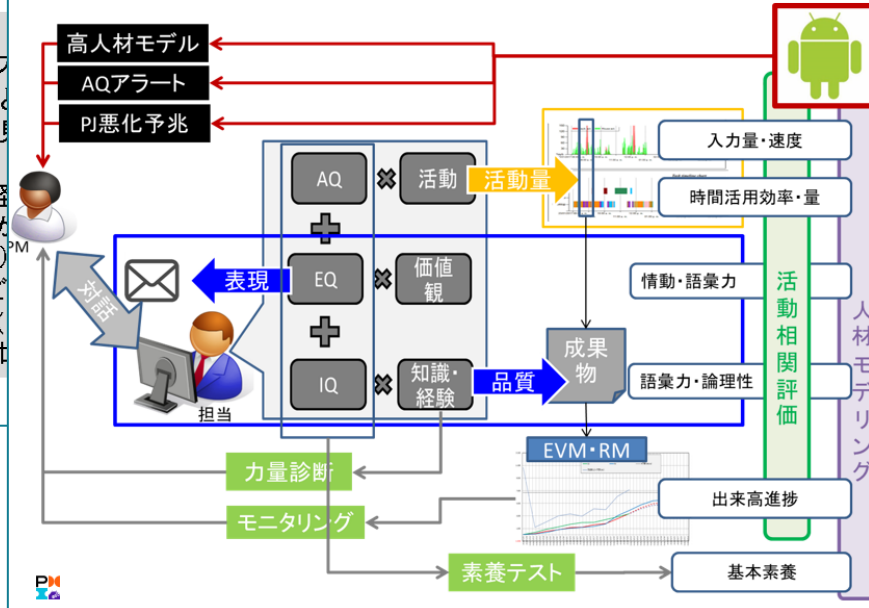 高人材モデル
AQアラート
PJ悪化予兆
PM
対話
担当
表現
AQ
活動
活動量
EQ
価値
観
IQ
知識・
経験
品質
成果
物
EVM・RM
力量診断
モニタリング
素養テスト
入力量・速度
時間活用効率・量
情動・語彙力
語彙力・論理性
出来高進捗
基本素養
活動相関評価
人材モデリング